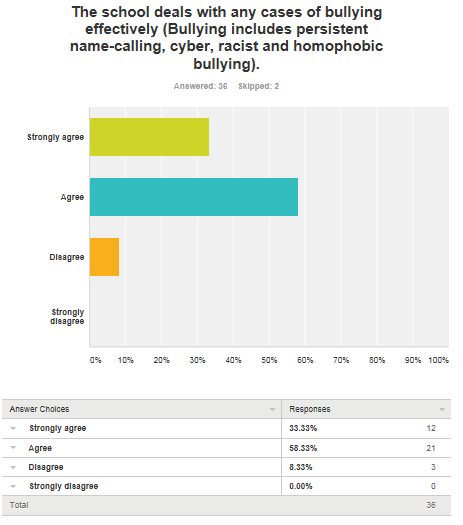 The school deals with any cases of bullying
effectively (Bullying includes persistent
name-calling, cyber, racist and homophobic
bullying).
Answered: 36 Skipped: 2
Strongly agree
Agree
Disagree
Strongly
disagree
0% 10% 20% 30% 40% 50% 60% 70% 80% 90% 100%
Answer Choices Responses
Strongly agree 33.33% 12
Agree 58.33% 21
Disagree 8.33% 3
Strongly disagree 0.00% 0
Total 36